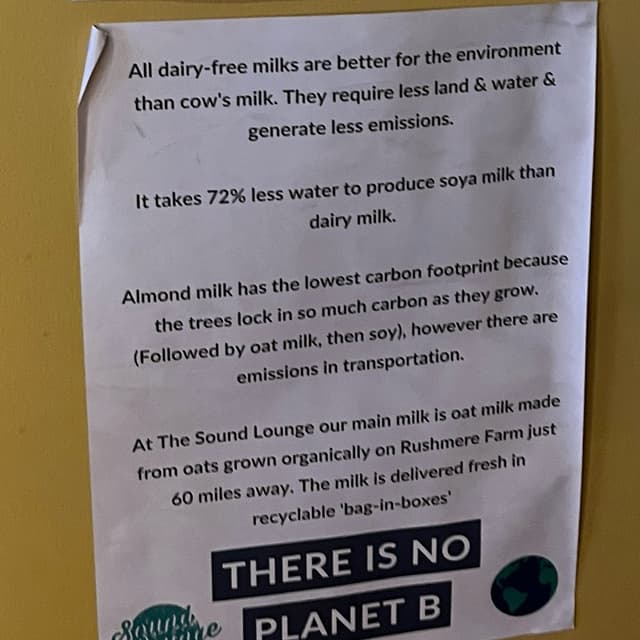 All dairy-free milks are better for the environment
than cow's milk. They require less land & water &
generate less emissions.
It takes 72% less water to produce soya milk than
dairy milk.
Almond milk has the lowest carbon footprint because
the trees lock in so much carbon as they grow.
(Followed by oat milk, then soy), however there are
emissions in transportation.
At The Sound Lounge our main milk is oat milk made
from oats grown organically on Rushmere Farm just
60 miles away. The milk is delivered fresh in
recyclable 'bag-in-boxes'
THERE IS NO
PLANET B
Sound